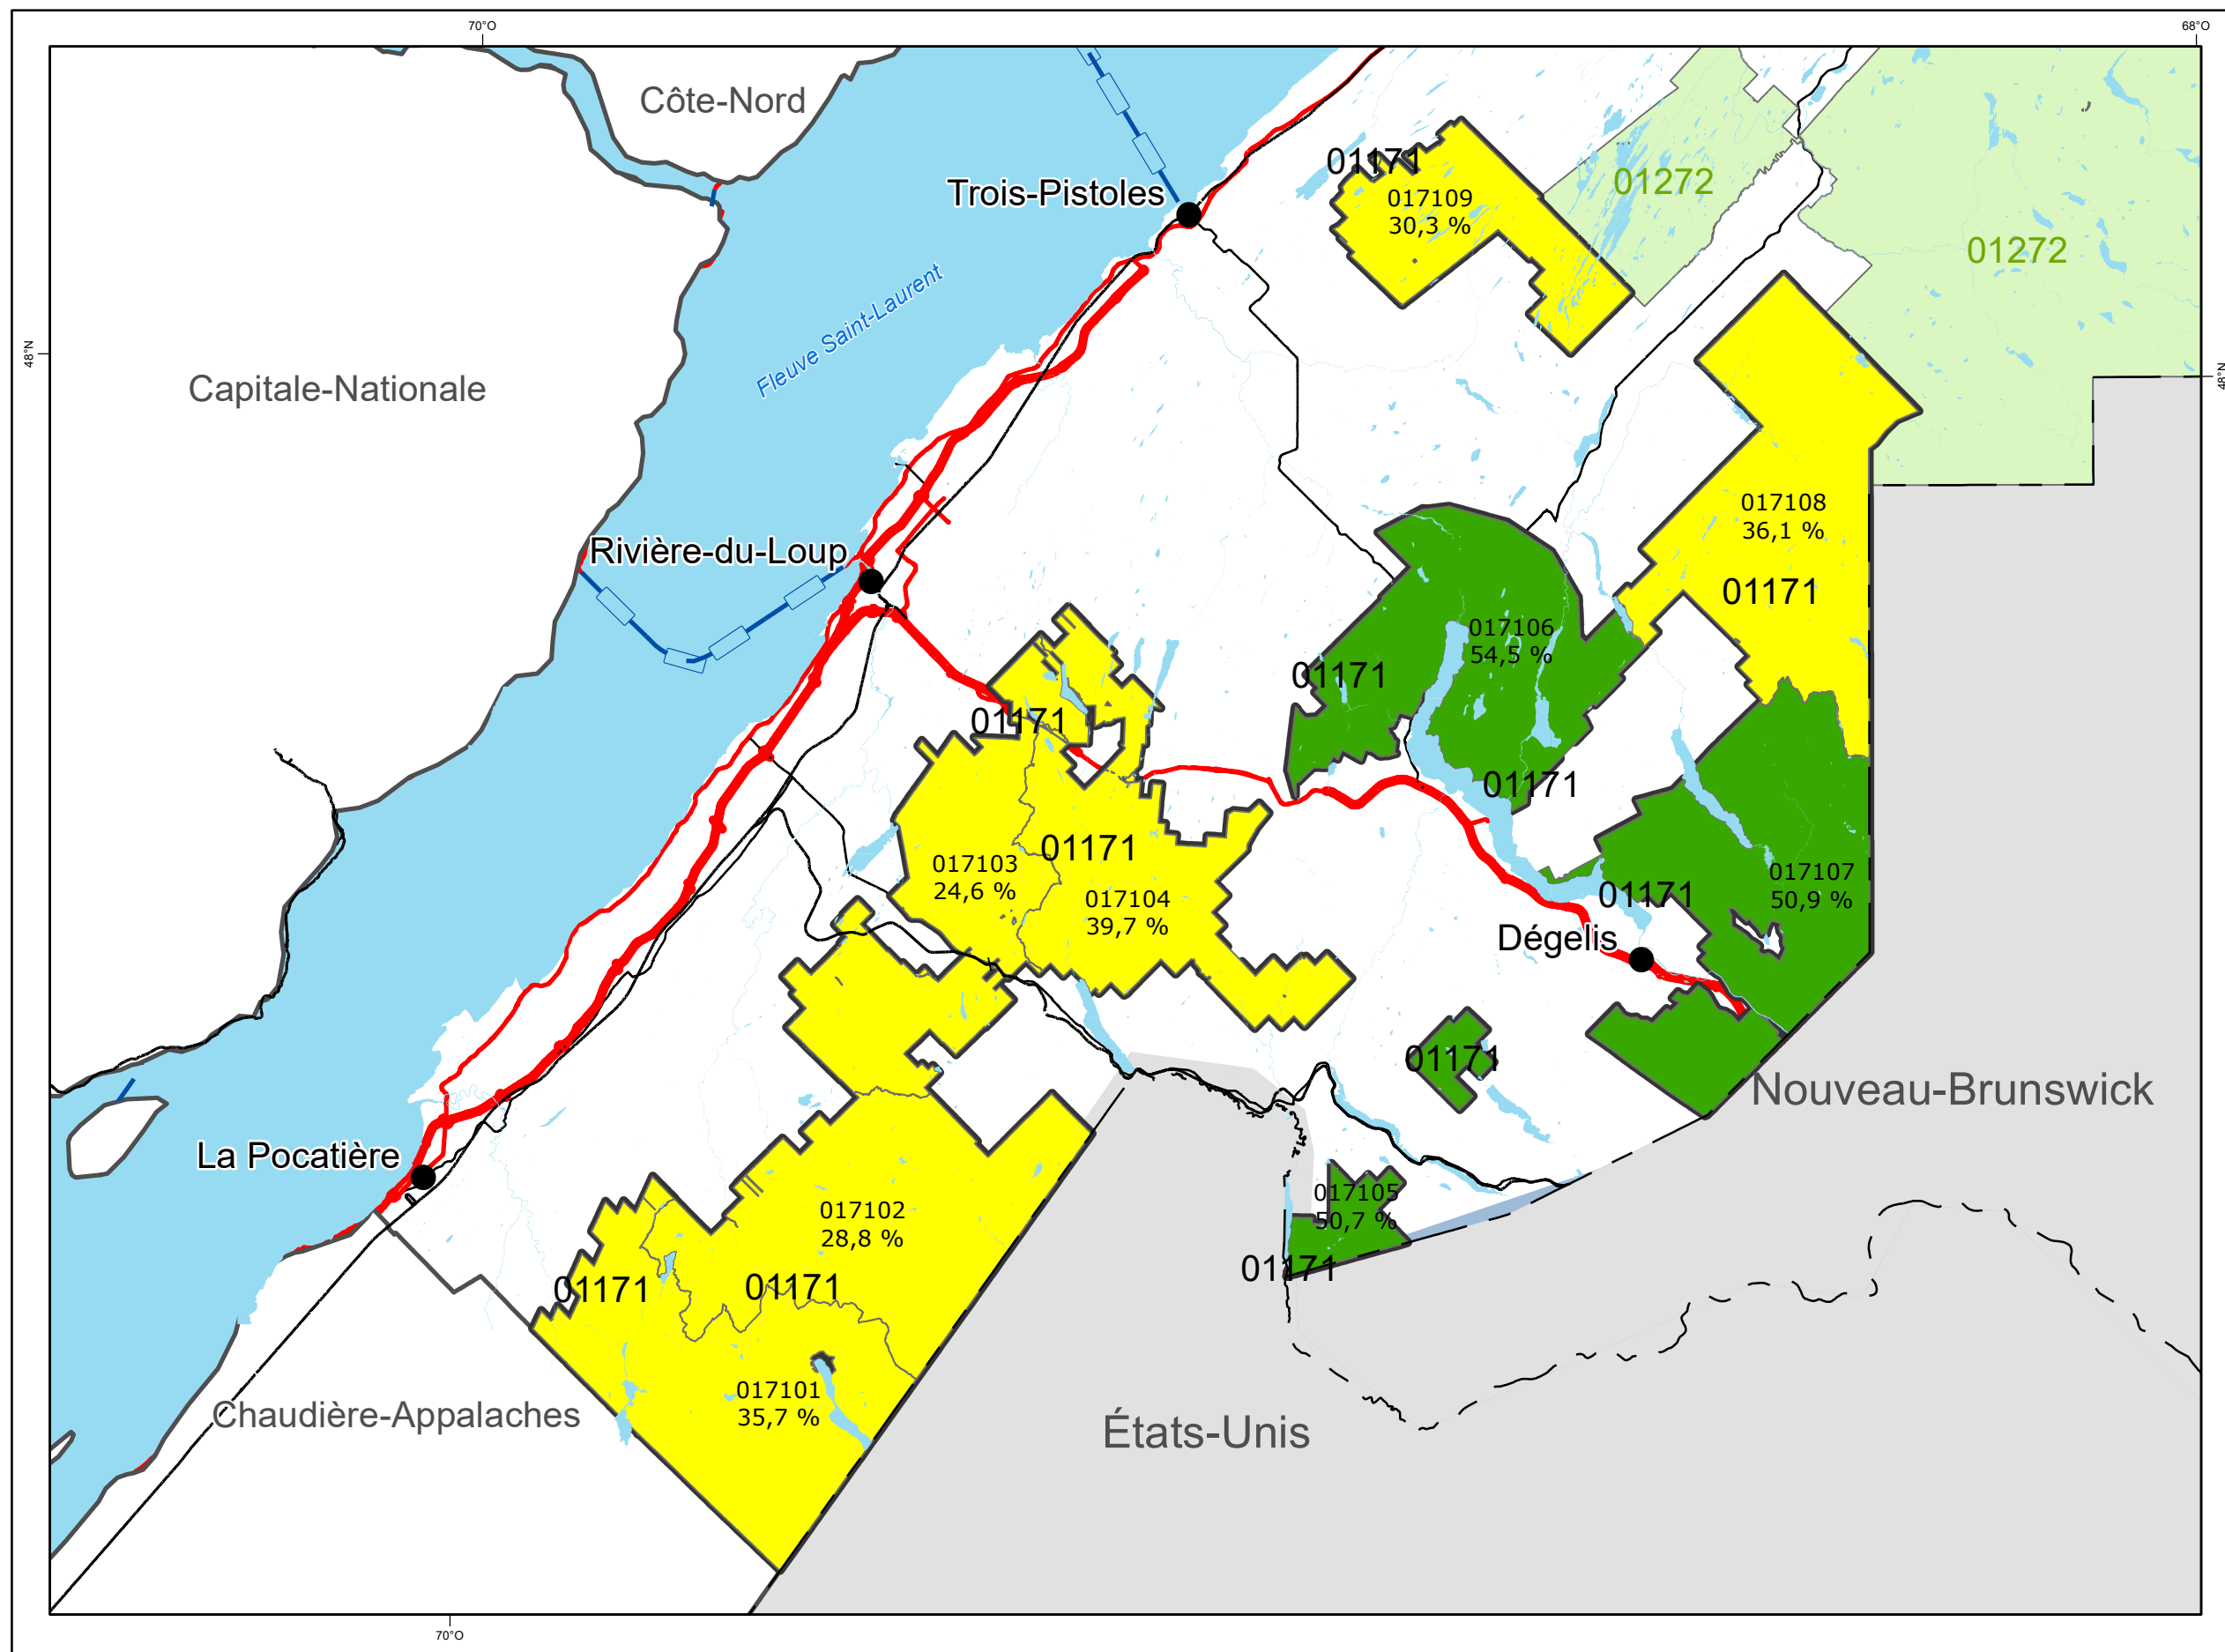 70°O
68°O
Côte-Nord
01171
Trois-Pistoles
017109
30,3 %
01272
01272
Fleuve Saint-Laurent
48°N
48°N
Capitale-Nationale
017108
36,1 %
Rivière-du-Loup
01171
017106
54,5 %
01171
01171
01171
01171
017103
24,6 %
017104
39,7 %
017107
50,9 %
01171
Dégelis
01171
Nouveau-Brunswick
La Pocatière
017102
28,8 %
017105
50,7 %
01171
01171
01171
017101
35,7 %
Chaudière-Appalaches
États-Unis
70°O